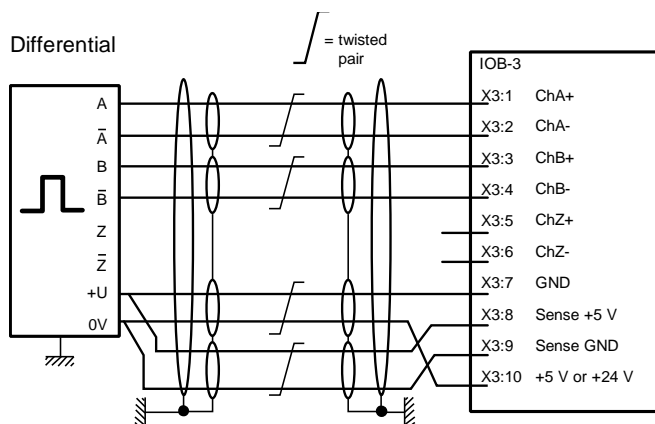 Differential
= twisted
pair
IOB-3
A
A̅
B
B̅
Z
Z̅
+U
0V
X3:1 ChA+
X3:2 ChA-
X3:3 ChB+
X3:4 ChB-
X3:5 ChZ+
X3:6 ChZ-
X3:7 GND
X3:8 Sense +5 V
X3:9 Sense GND
X3:10 +5 V or +24 V